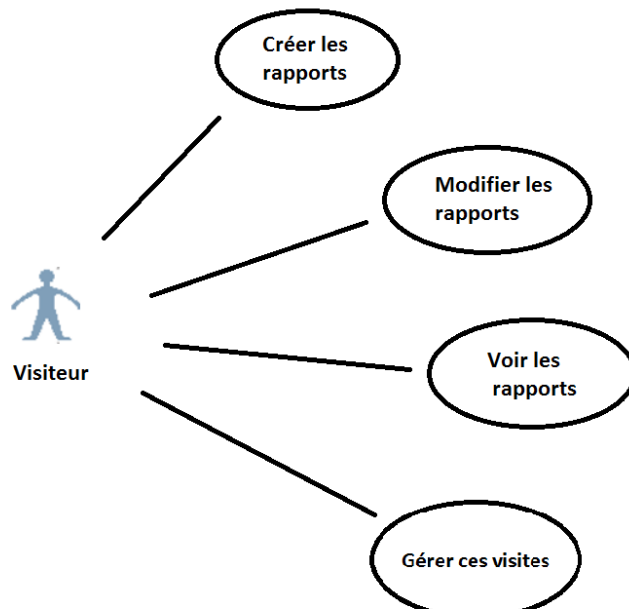 Créer les
rapports
Modifier les
rapports
Visiteur
Voir les
rapports
Gérer ces visites